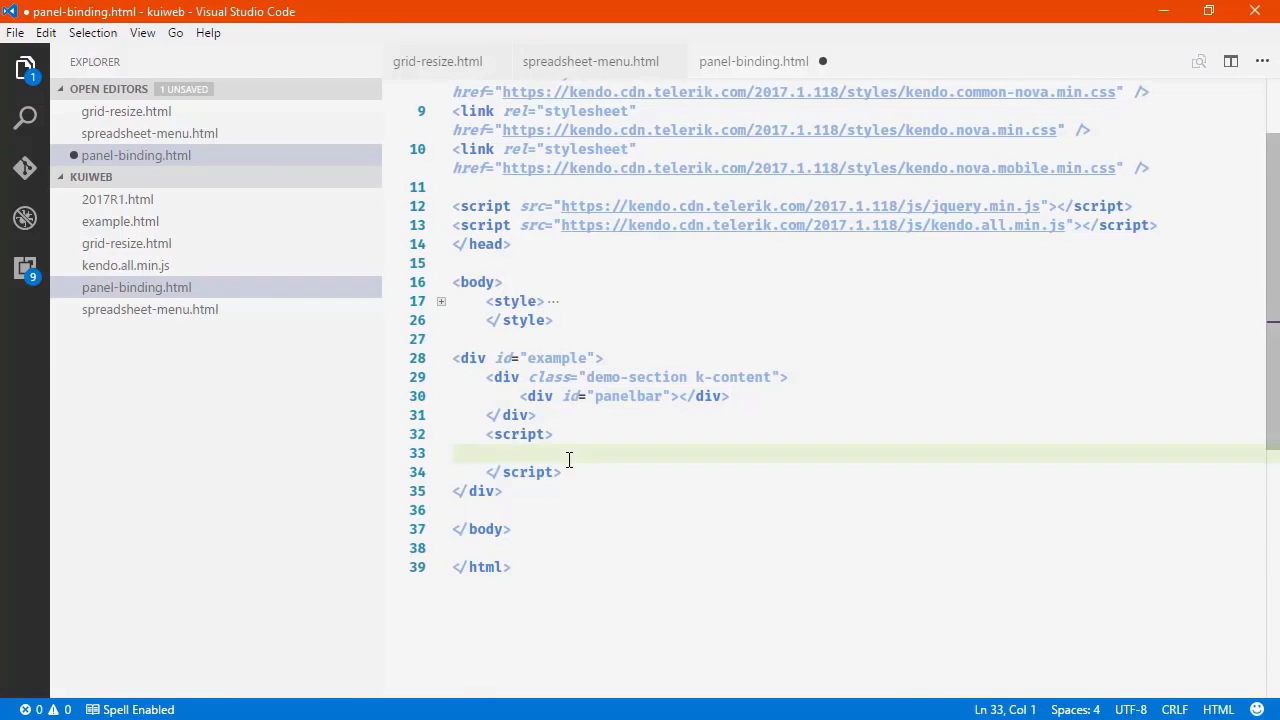 ● panel-binding.html - kuiweb - Visual Studio Code
File Edit Selection View Go Help
EXPLORER
grid-resize.html spreadsheet-menu.html panel-binding.html ●
OPEN EDITORS 1 UNSAVED
grid-resize.html
spreadsheet-menu.html
● panel-binding.html
KUIWEB
2017R1.html
example.html
grid-resize.html
kendo.all.min.js
panel-binding.html
spreadsheet-menu.html
1
9
href="https://kendo.cdn.telerik.com/2017.1.118/styles/kendo.common-nova.min.css" />
9 <link rel="stylesheet"
href="https://kendo.cdn.telerik.com/2017.1.118/styles/kendo.nova.min.css" />
10 <link rel="stylesheet"
href="https://kendo.cdn.telerik.com/2017.1.118/styles/kendo.nova.mobile.min.css" />
11
12 <script src="https://kendo.cdn.telerik.com/2017.1.118/js/jquery.min.js"></script>
13 <script src="https://kendo.cdn.telerik.com/2017.1.118/js/kendo.all.min.js"></script>
14 </head>
15
16 <body>
17 <style>···
26 </style>
27
28 <div id="example">
29 <div class="demo-section k-content">
30 <div id="panelbar"></div>
31 </div>
32 <script>
33
34 </script>
35 </div>
36
37 </body>
38
39 </html>
0 0 Spell Enabled Ln 33, Col 1 Spaces: 4 UTF-8 CRLF HTML